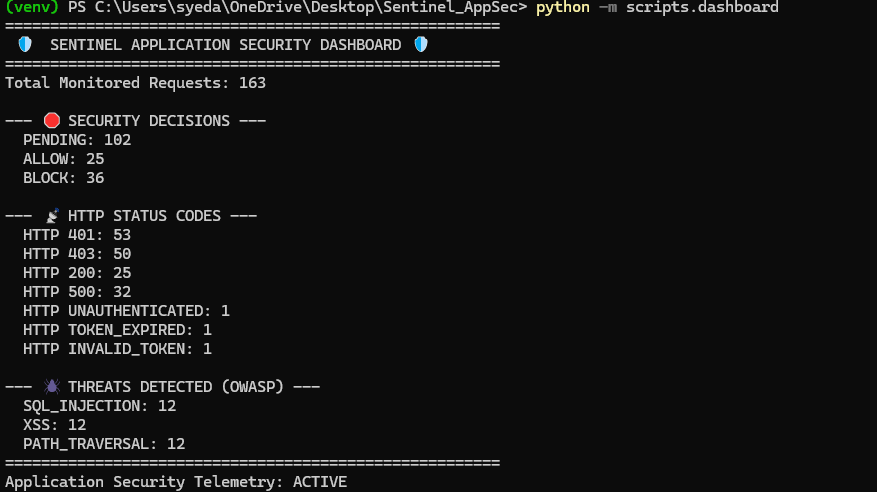 (venv) PS C:\Users\syeda\OneDrive\Desktop\Sentinel_AppSec> python -m scripts.dashboard
=======================================================
🛡️ SENTINEL APPLICATION SECURITY DASHBOARD 🛡️
=======================================================
Total Monitored Requests: 163
--- 🛑 SECURITY DECISIONS ---
PENDING: 102
ALLOW: 25
BLOCK: 36
--- 📡 HTTP STATUS CODES ---
HTTP 401: 53
HTTP 403: 50
HTTP 200: 25
HTTP 500: 32
HTTP UNAUTHENTICATED: 1
HTTP TOKEN_EXPIRED: 1
HTTP INVALID_TOKEN: 1
--- 🕷️ THREATS DETECTED (OWASP) ---
SQL_INJECTION: 12
XSS: 12
PATH_TRAVERSAL: 12
=======================================================
Application Security Telemetry: ACTIVE